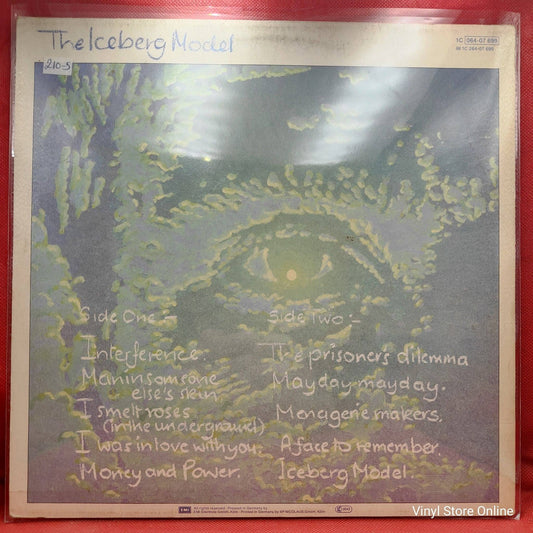 The Iceberg Model
1C 064-07 699
210-5
Side One :-
Interference.
Man in someone
else's skin
I smelt roses
(in the underground)
I was in love with you.
Money and Power.
Side Two :-
The prisoner's dilemma
Mayday mayday.
Menagerie makers.
A face to remember.
Iceberg Model.
EMI
Vinyl Store Online